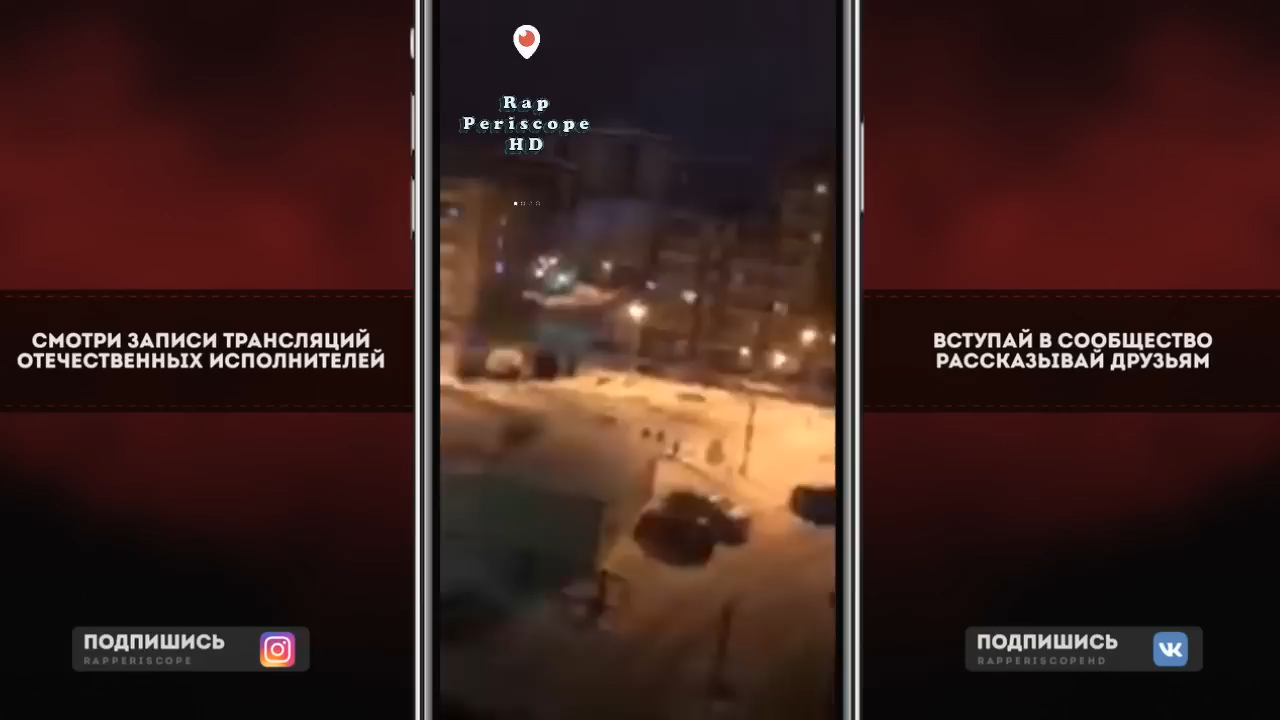 Rap
Periscope
HD
СМОТРИ ЗАПИСИ ТРАНСЛЯЦИЙ
ОТЕЧЕСТВЕННЫХ ИСПОЛНИТЕЛЕЙ
ВСТУПАЙ В СООБЩЕСТВО
РАССКАЗЫВАЙ ДРУЗЬЯМ
ПОДПИШИСЬ
RAPPERISCOPE
ПОДПИШИСЬ
RAPPERISCOPEHD